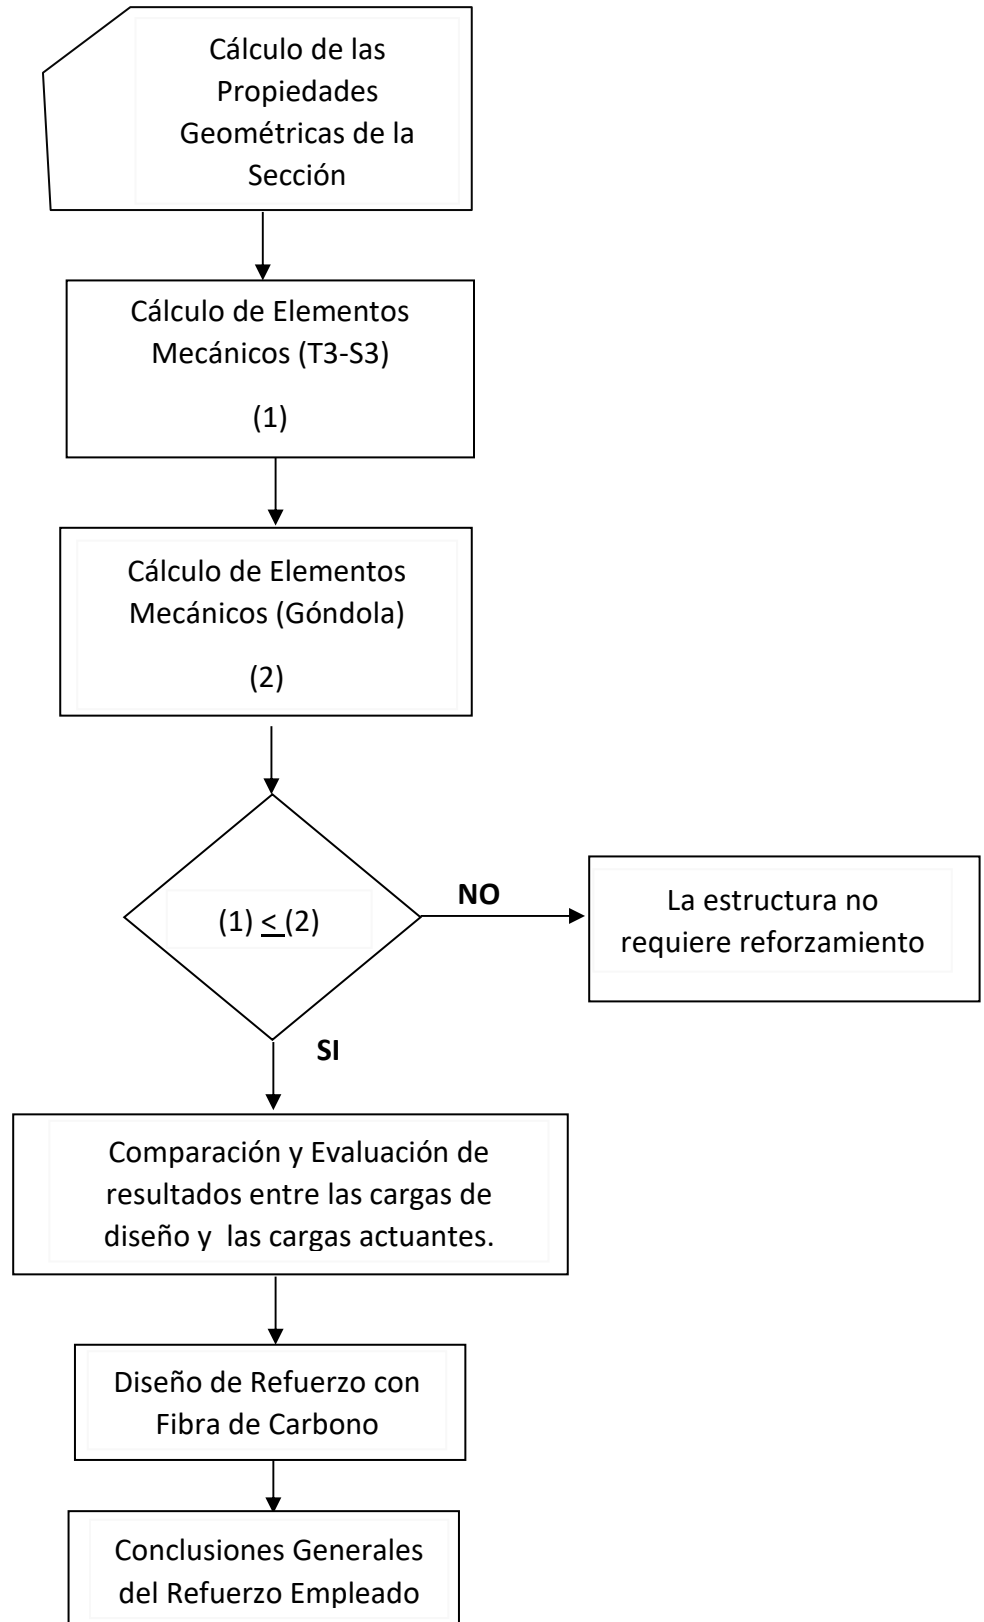 Cálculo de las
Propiedades
Geométricas de la
Sección
Cálculo de Elementos
Mecánicos (T3-S3)
(1)
Cálculo de Elementos
Mecánicos (Góndola)
(2)
(1) < (2)
NO
La estructura no
requiere reforzamiento
SI
Comparación y Evaluación de
resultados entre las cargas de
diseño y  las cargas actuantes.
Diseño de Refuerzo con
Fibra de Carbono
Conclusiones Generales
del Refuerzo Empleado